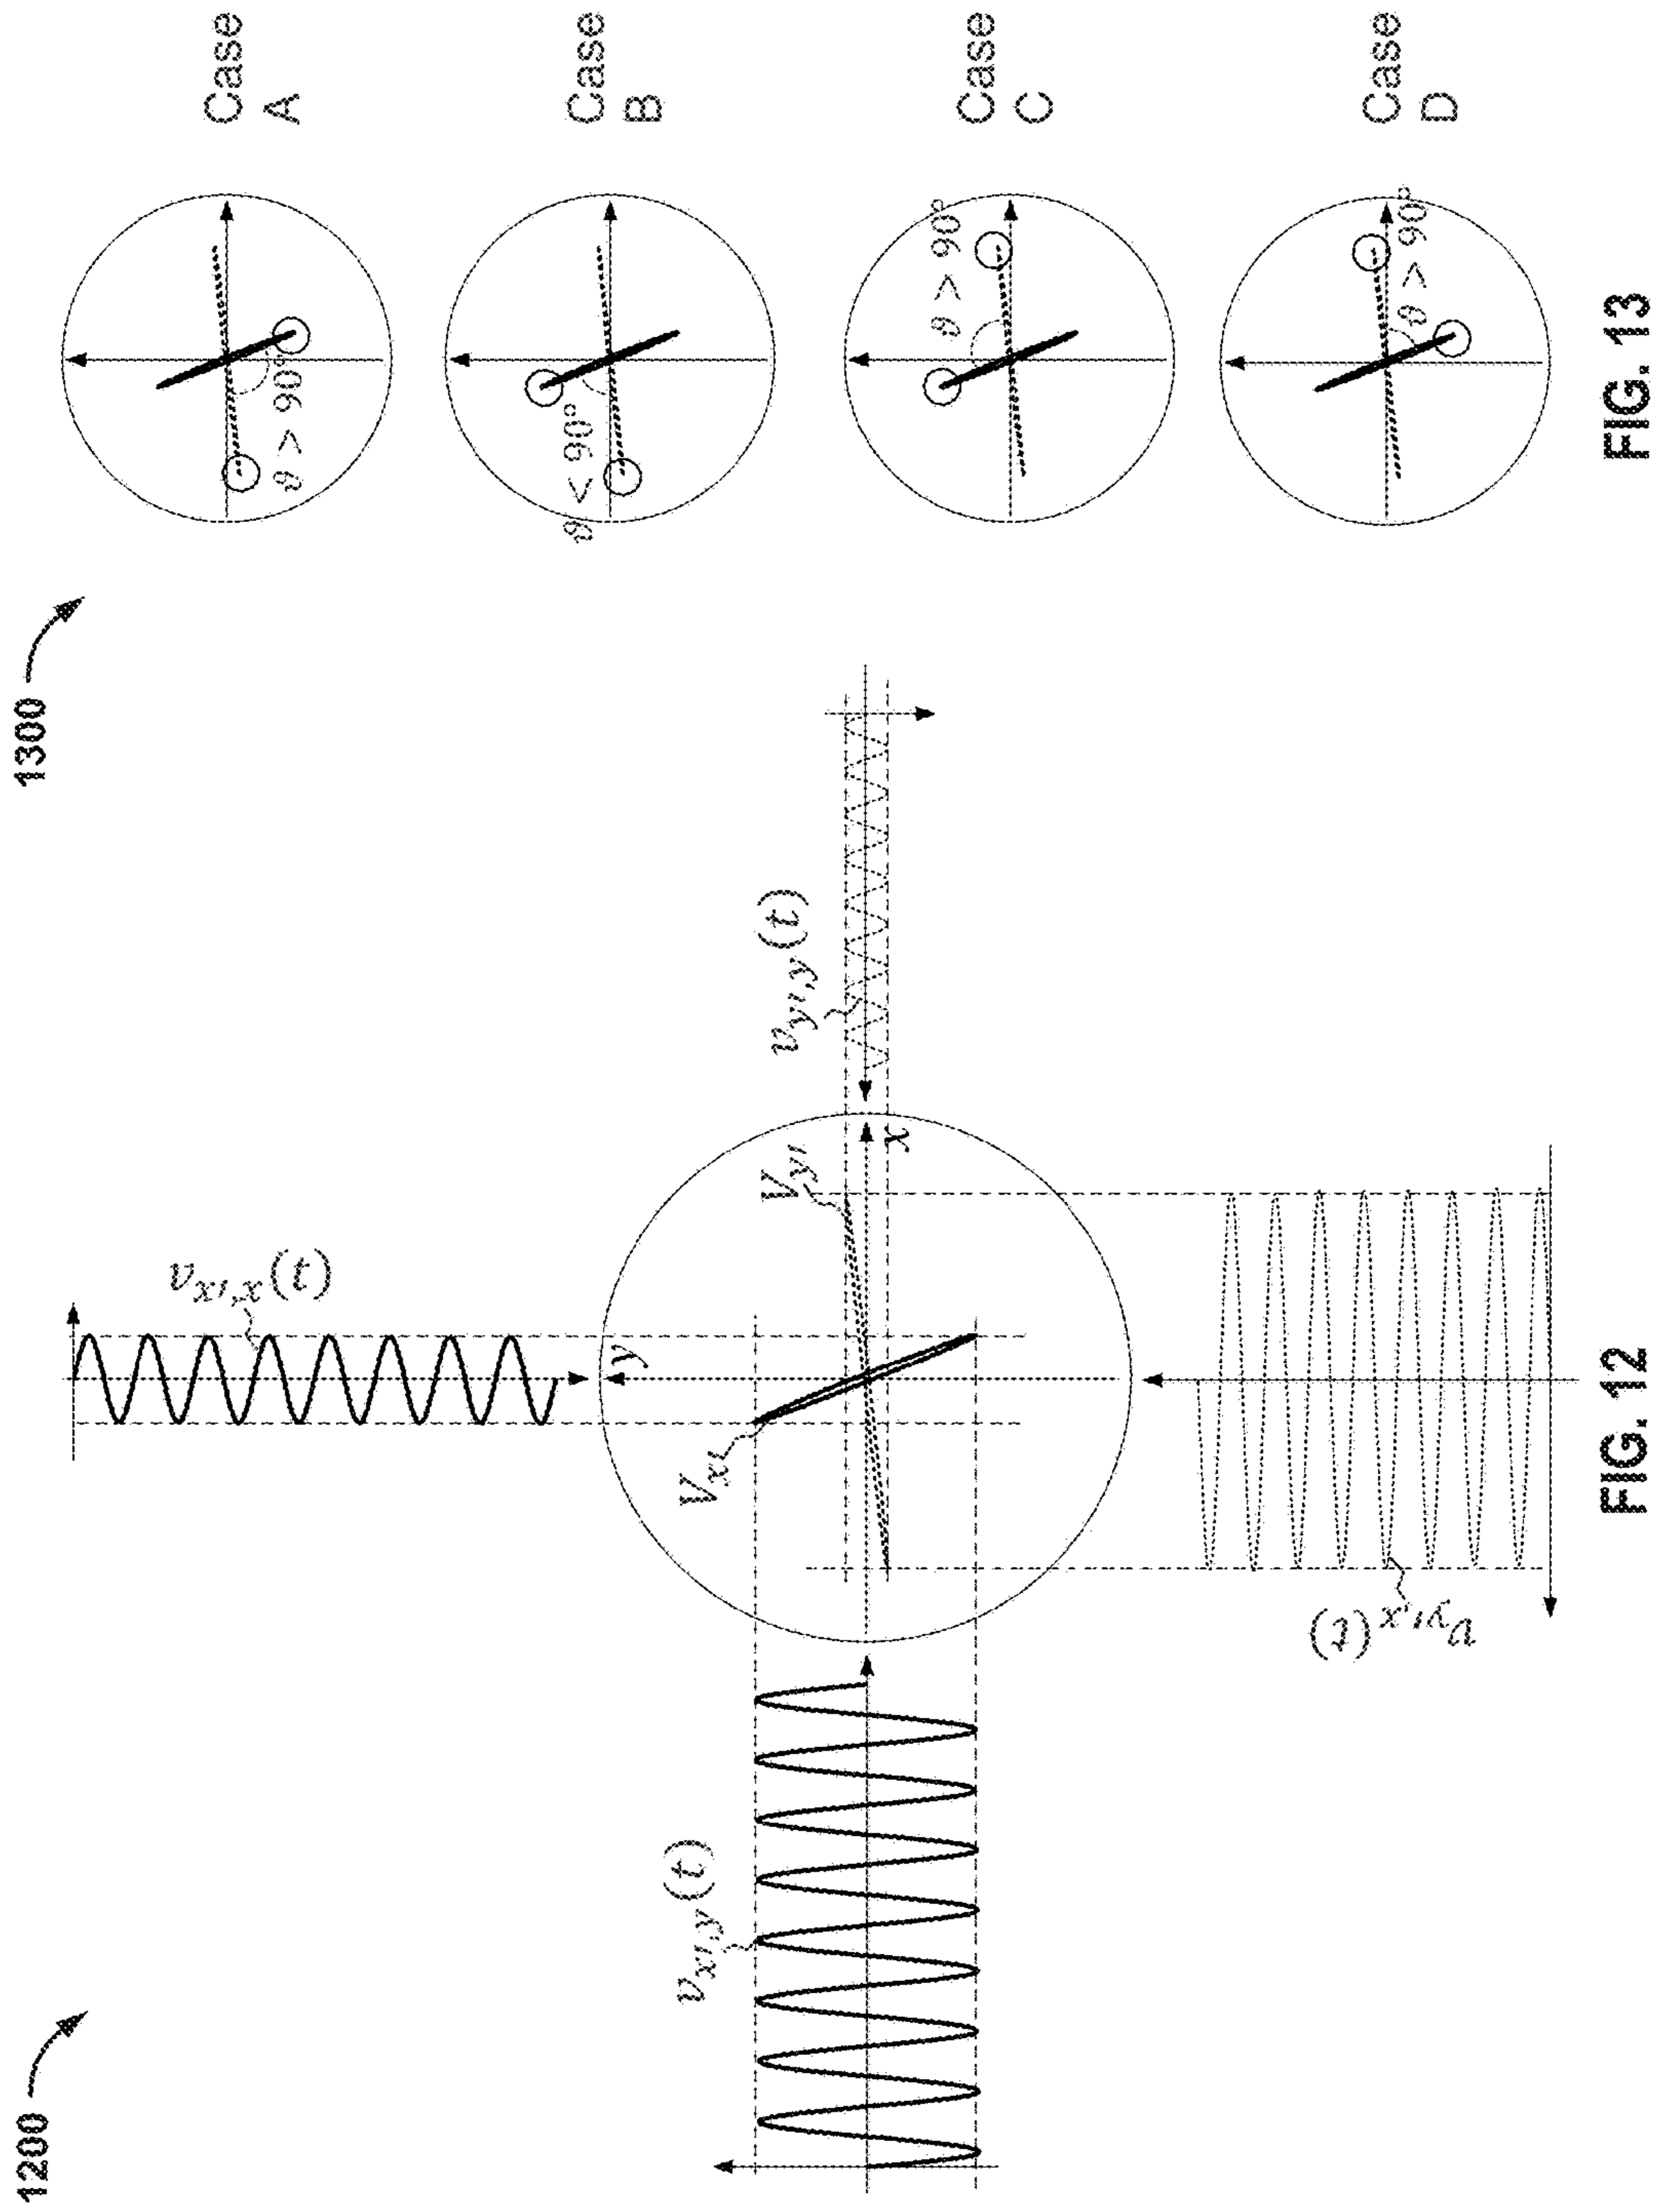 1200
v_{x',y}(t)
v_{x',x}(t)
V_{x'}
y
V_{y'}
x
v_{y',y}(t)
v_{y',x}(t)
FIG. 12
1300
ϑ > 90°
Case
A
ϑ < 90°
Case
B
ϑ > 90°
Case
C
ϑ > 90°
Case
D
FIG. 13